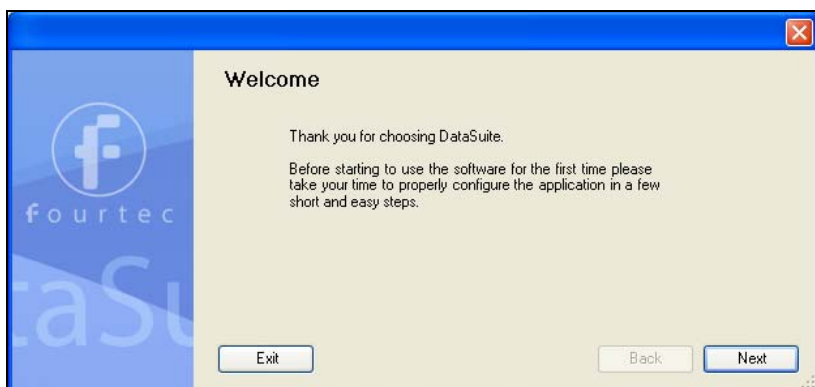 Welcome
Thank you for choosing DataSuite.
Before starting to use the software for the first time please
take your time to properly configure the application in a few
short and easy steps.
f
fourtec
taSu
Exit
Back
Next